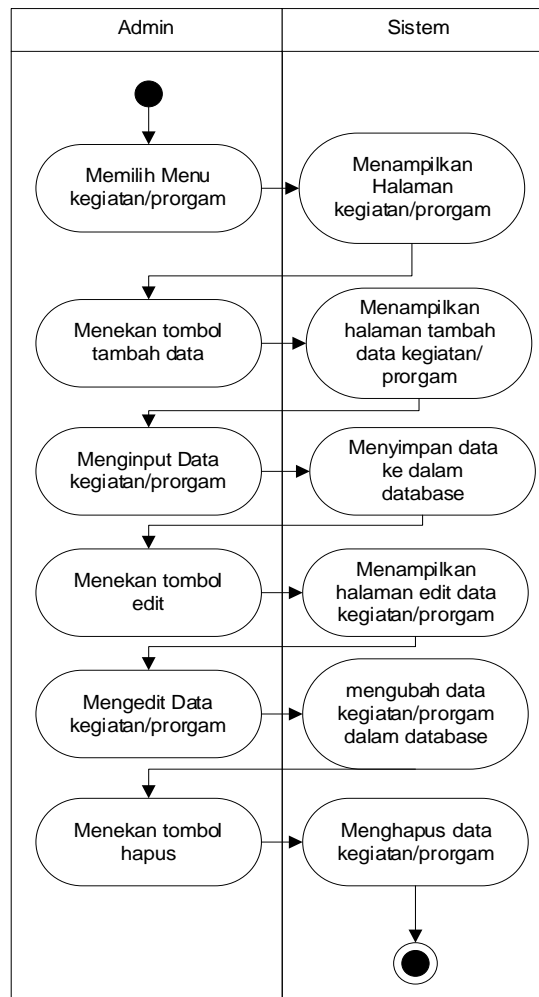 Admin
Sistem
Memilih Menu
kegiatan/prorgam
Menampilkan
Halaman
kegiatan/prorgam
Menekan tombol
tambah data
Menampilkan
halaman tambah
data kegiatan/
prorgam
Menginput Data
kegiatan/prorgam
Menyimpan data
ke dalam
database
Menekan tombol
edit
Menampilkan
halaman edit data
kegiatan/prorgam
Mengedit Data
kegiatan/prorgam
mengubah data
kegiatan/prorgam
dalam database
Menekan tombol
hapus
Menghapus data
kegiatan/prorgam